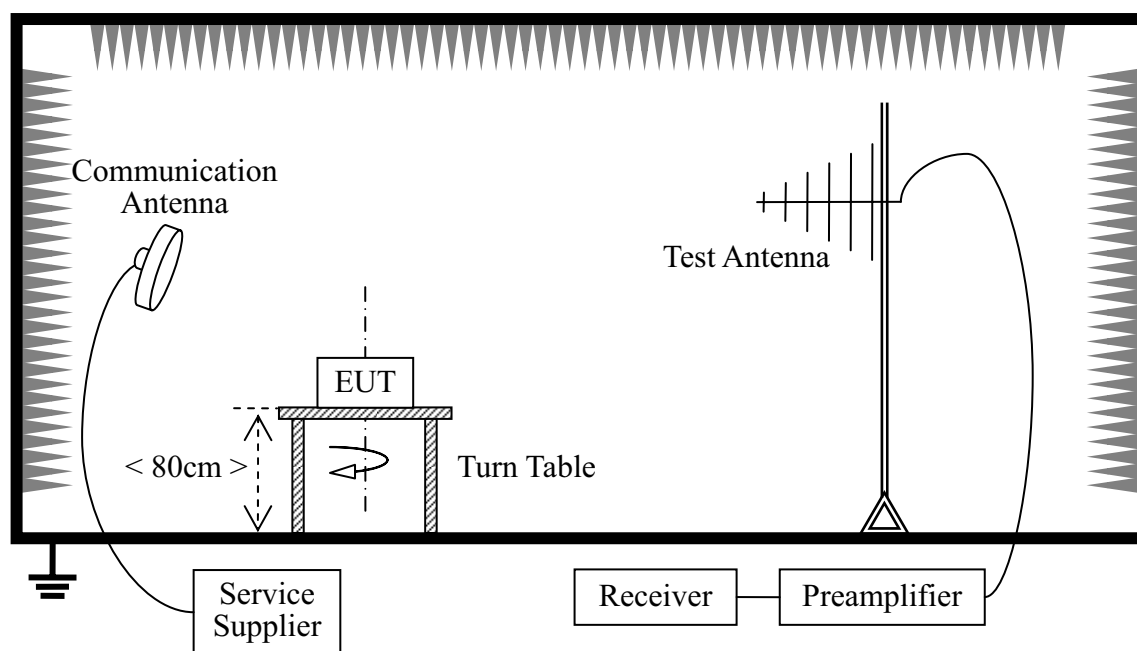 Communication
Antenna
Test Antenna
EUT
< 80cm >
Turn Table
Service
Supplier
Receiver
Preamplifier